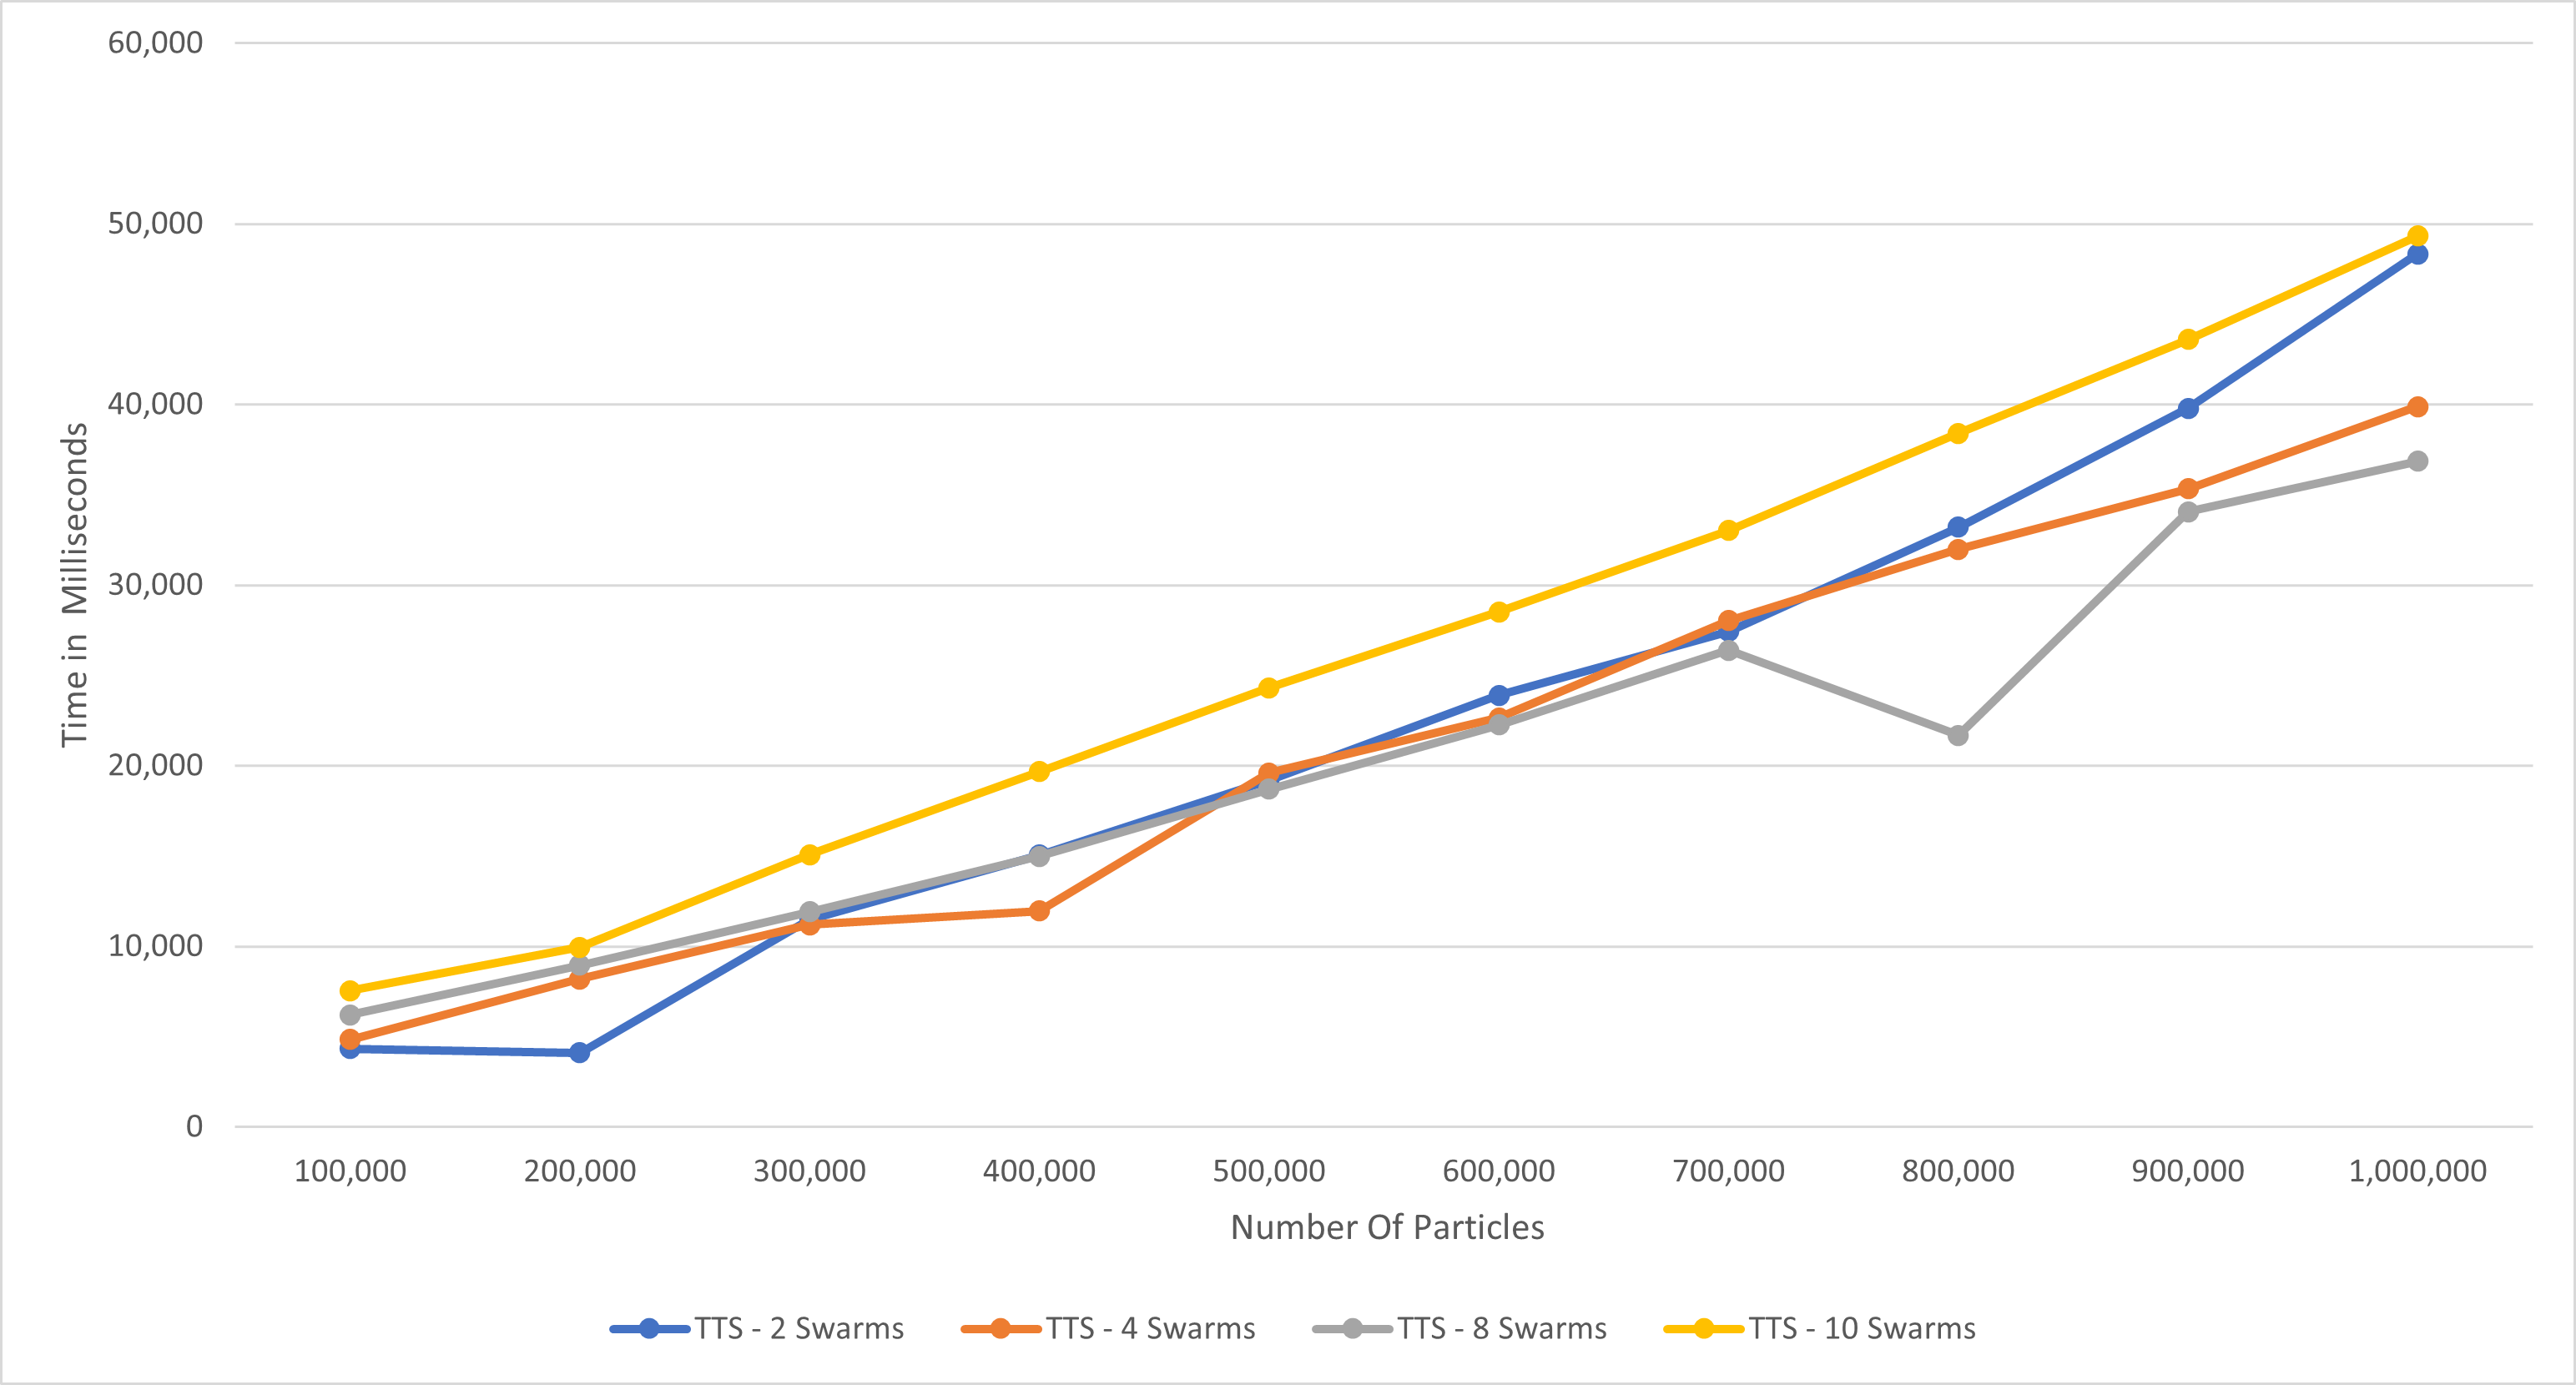 60,000
50,000
40,000
30,000
20,000
10,000
0
Time in Milliseconds
100,000 200,000 300,000 400,000 500,000 600,000 700,000 800,000 900,000 1,000,000
Number Of Particles
TTS - 2 Swarms TTS - 4 Swarms TTS - 8 Swarms TTS - 10 Swarms